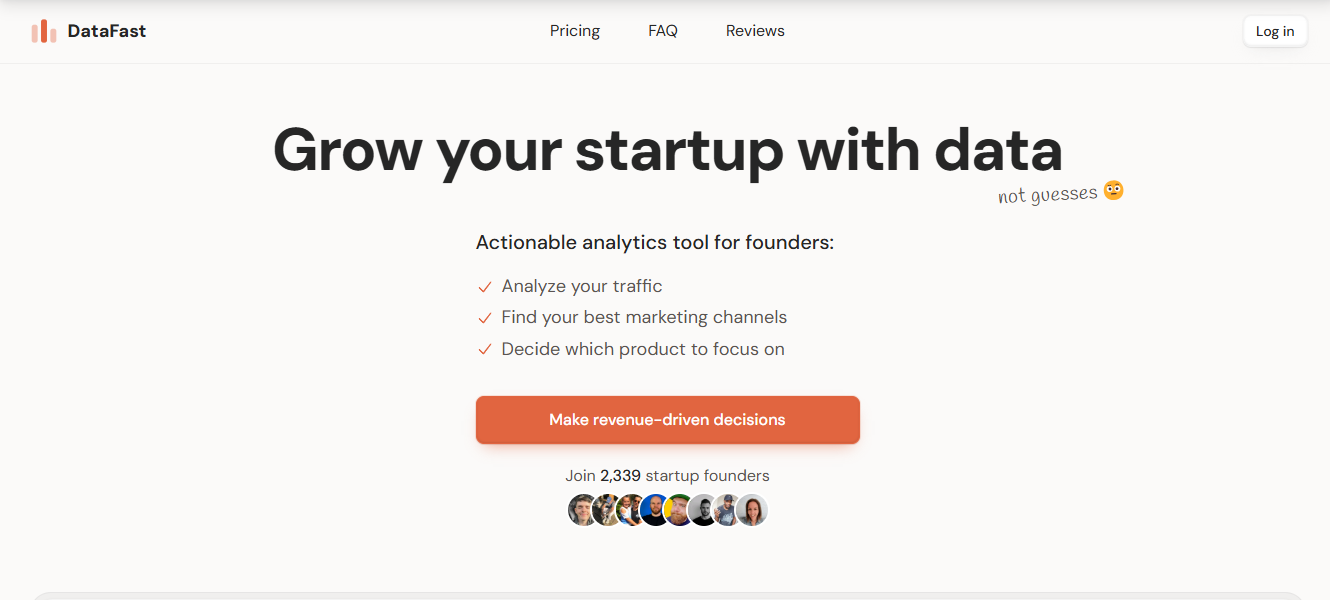 DataFast
Pricing
FAQ
Reviews
Log in
Grow your startup with data
not guesses 🤨
Actionable analytics tool for founders:
Analyze your traffic
Find your best marketing channels
Decide which product to focus on
Make revenue-driven decisions
Join 2,339 startup founders